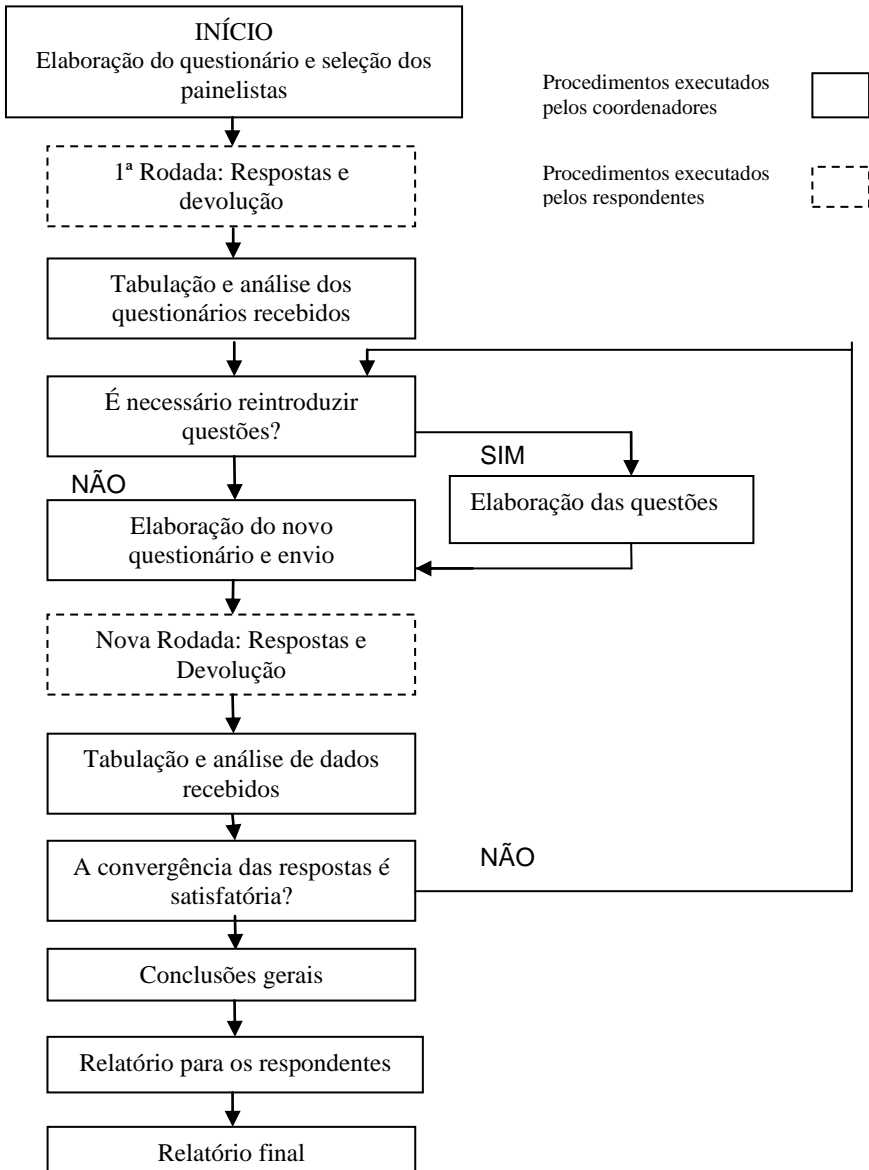 INÍCIO
Elaboração do questionário e seleção dos
painelistas
Procedimentos executados
pelos coordenadores
1ª Rodada: Respostas e
devolução
Procedimentos executados
pelos respondentes
Tabulação e análise dos
questionários recebidos
É necessário reintroduzir
questões?
SIM
NÃO
Elaboração das questões
Elaboração do novo
questionário e envio
Nova Rodada: Respostas e
Devolução
Tabulação e análise de dados
recebidos
A convergência das respostas é
satisfatória?
NÃO
Conclusões gerais
Relatório para os respondentes
Relatório final